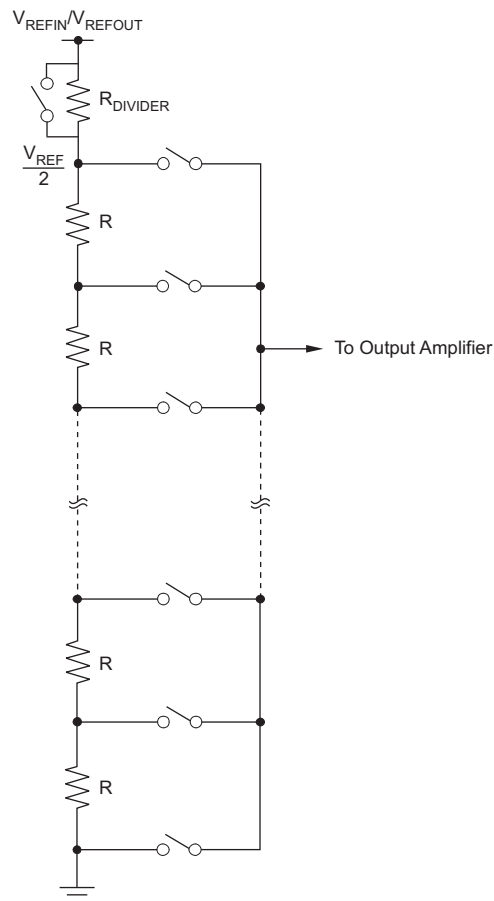 V_REFIN/V_REFOUT
R_DIVIDER
V_REF
2
R
R
To Output Amplifier
R
R